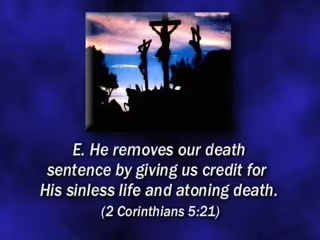 E. He removes our death
sentence by giving us credit for
His sinless life and atoning death.
(2 Corinthians 5:21)